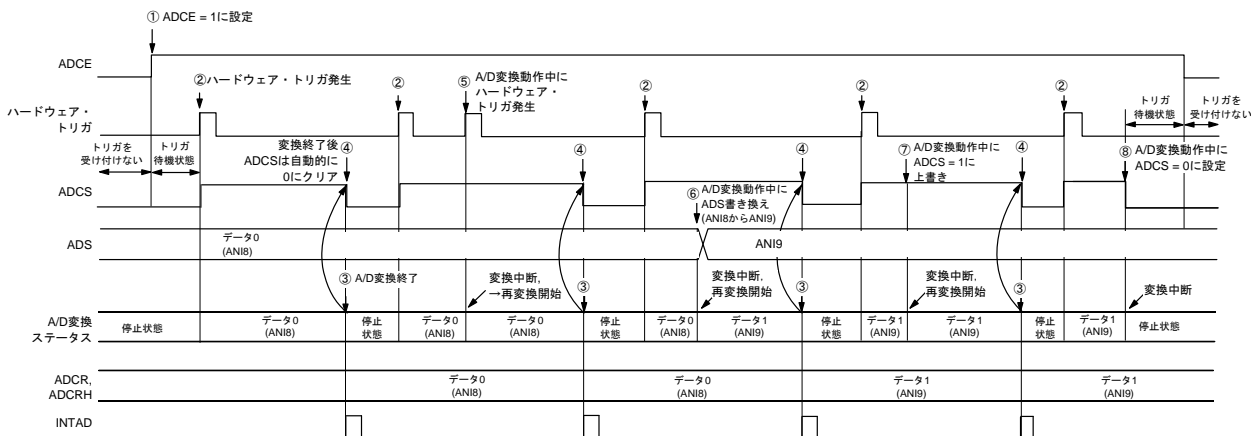 ① ADCE = 1に設定
ADCE
②ハードウェア・トリガ発生
②
⑤ A/D変換動作中に
ハードウェア・
トリガ発生
②
②
②
ハードウェア・
トリガ
トリガ
待機状態
トリガを
受け付けない
トリガを
受け付けない
トリガ
待機状態
変換終了後
ADCSは自動的に
0にクリア
④
④
④
⑦ A/D変換動作中に
ADCS = 1に
上書き
④
⑧ A/D変換動作中に
ADCS = 0に設定
ADCS
⑥ A/D変換動作中に
ADS書き換え
(ANI8からANI9)
ADS
データ0
(ANI8)
ANI9
③ A/D変換終了
変換中断,
→再変換開始
③
変換中断,
再変換開始
③
変換中断,
再変換開始
③
変換中断
A/D変換
ステータス
停止状態
データ0
(ANI8)
停止
状態
データ0
(ANI8)
データ0
(ANI8)
停止
状態
データ0
(ANI8)
データ1
(ANI9)
停止
状態
データ1
(ANI9)
データ1
(ANI9)
停止
状態
データ1
(ANI9)
停止状態
ADCR,
ADCRH
データ0
(ANI8)
データ0
(ANI8)
データ1
(ANI9)
データ1
(ANI9)
INTAD